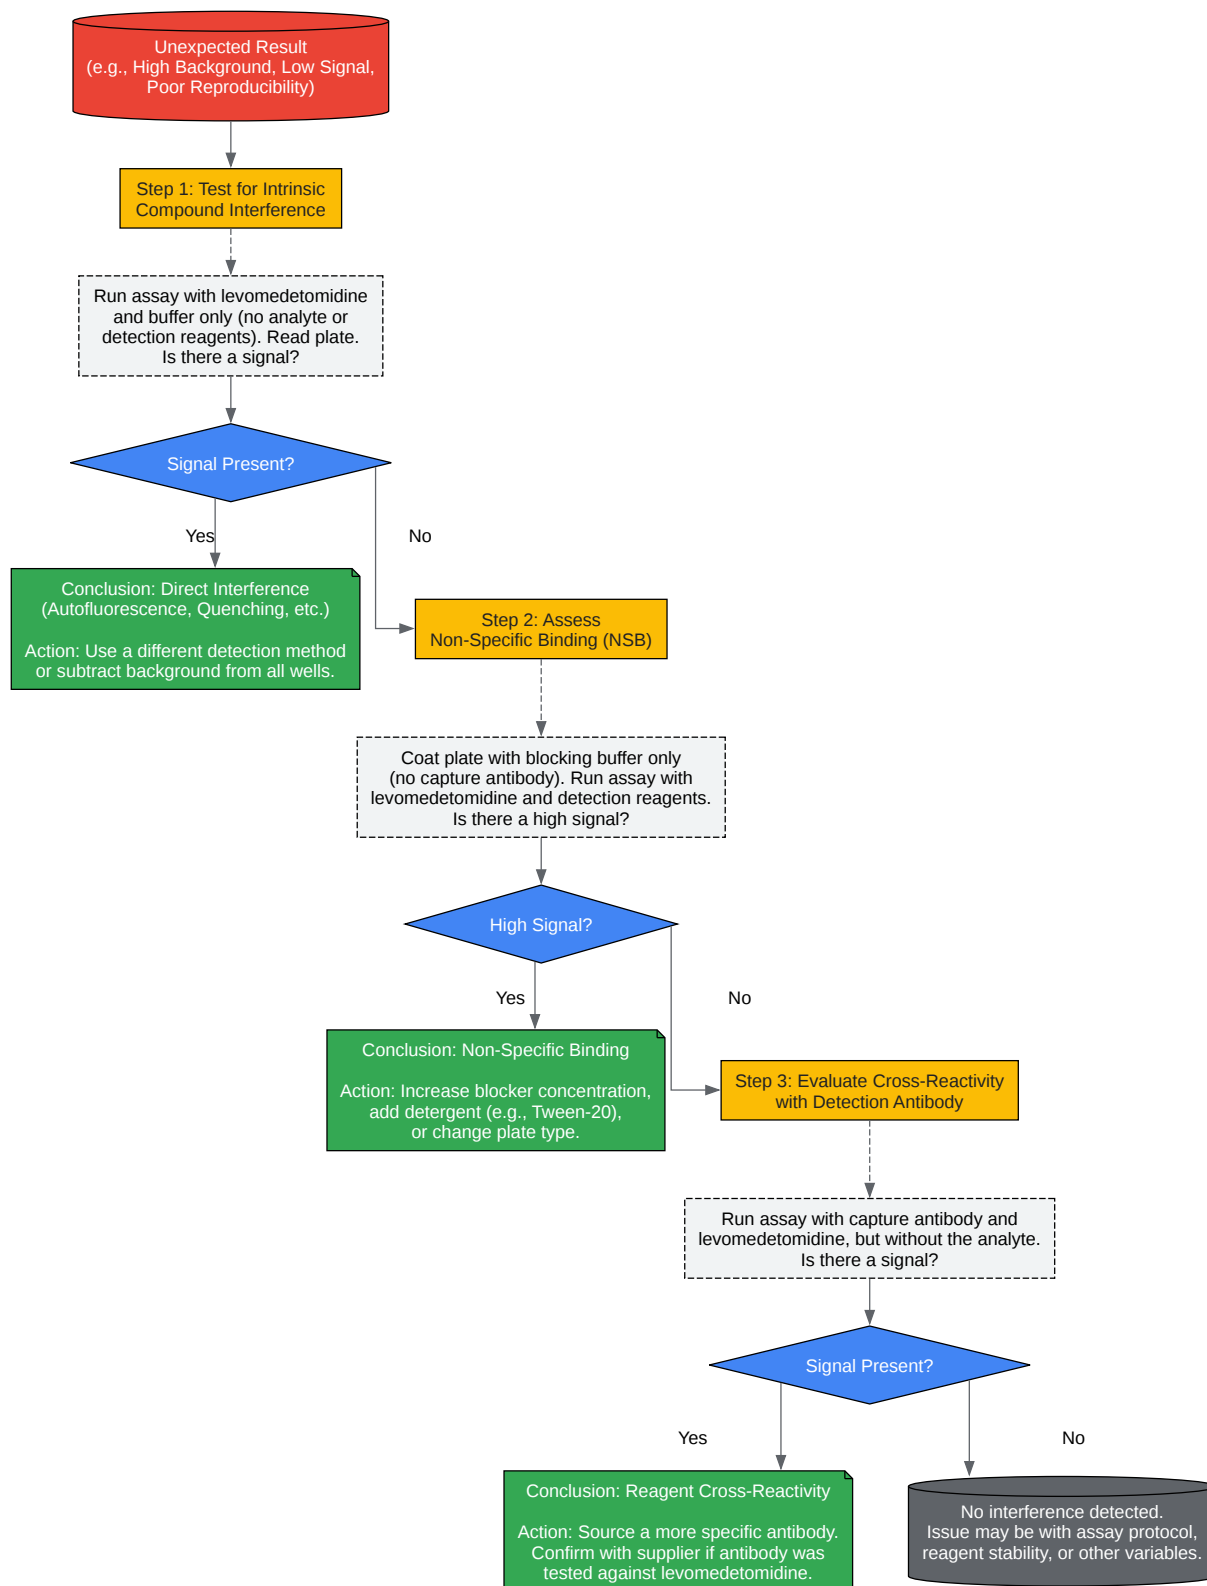 Unexpected Result
(e.g., High Background, Low Signal,
Poor Reproducibility)
Step 1: Test for Intrinsic
Compound Interference
Run assay with levomedetomidine
and buffer only (no analyte or
detection reagents). Read plate.
Is there a signal?
Signal Present?
Yes
No
Conclusion: Direct Interference
(Autofluorescence, Quenching, etc.)
Action: Use a different detection method
or subtract background from all wells.
Step 2: Assess
Non-Specific Binding (NSB)
Coat plate with blocking buffer only
(no capture antibody). Run assay with
levomedetomidine and detection reagents.
Is there a high signal?
High Signal?
Yes
No
Conclusion: Non-Specific Binding
Action: Increase blocker concentration,
add detergent (e.g., Tween-20),
or change plate type.
Step 3: Evaluate Cross-Reactivity
with Detection Antibody
Run assay with capture antibody and
levomedetomidine, but without the analyte.
Is there a signal?
Signal Present?
Yes
No
Conclusion: Reagent Cross-Reactivity
Action: Source a more specific antibody.
Confirm with supplier if antibody was
tested against levomedetomidine.
No interference detected.
Issue may be with assay protocol,
reagent stability, or other variables.